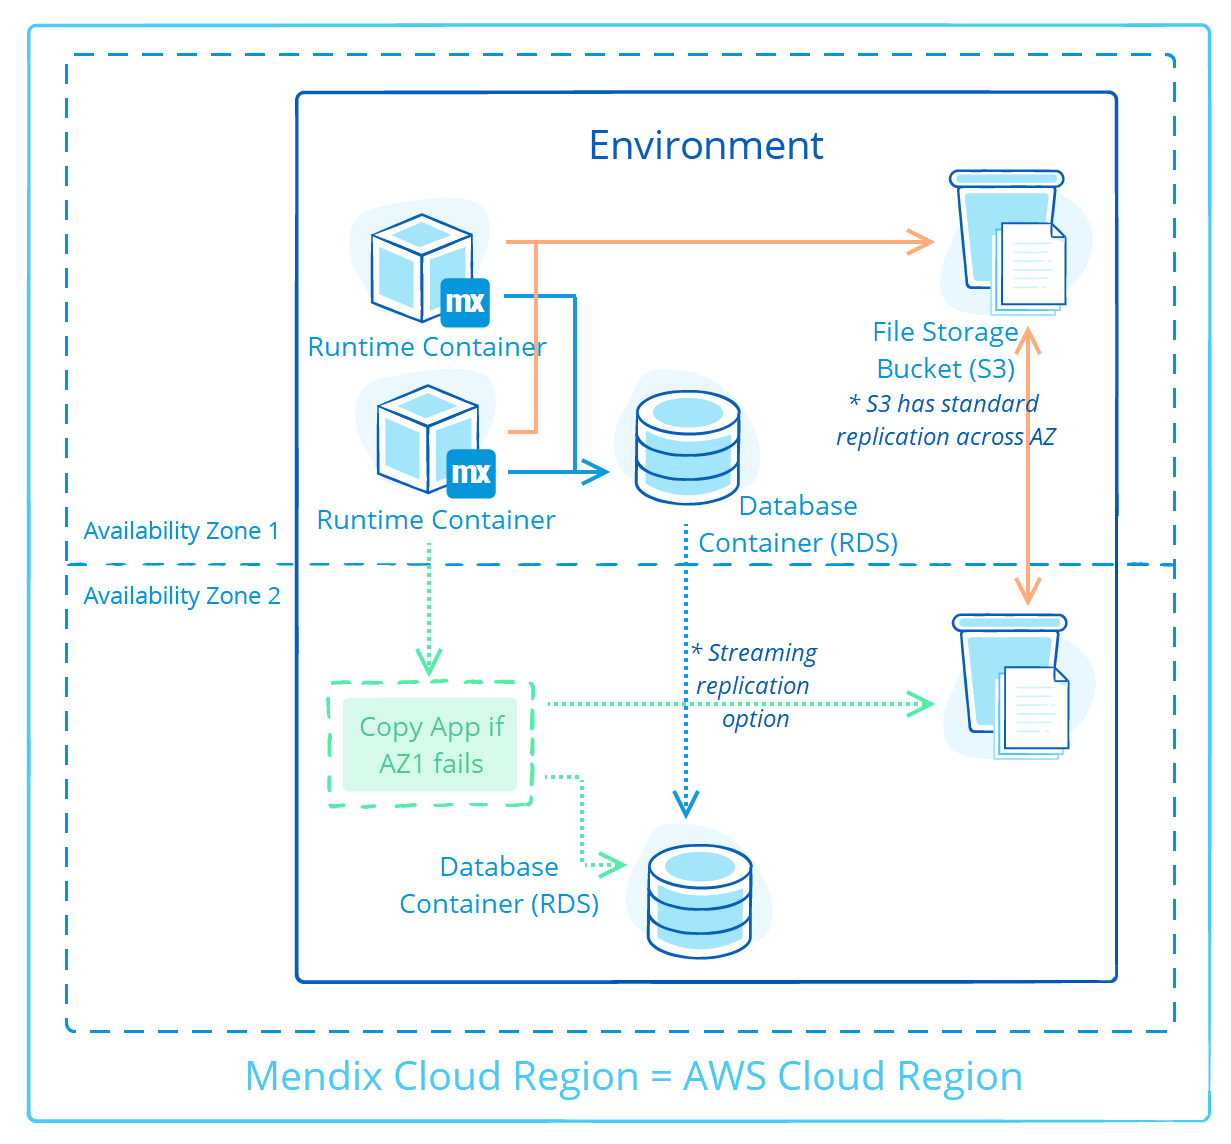 Environment
mx
Runtime Container
File Storage
Bucket (S3)
* S3 has standard
replication across AZ
mx
Runtime Container
Database
Container (RDS)
Availability Zone 1
Availability Zone 2
* Streaming
replication
option
Copy App if
AZ1 fails
Database
Container (RDS)
Mendix Cloud Region = AWS Cloud Region